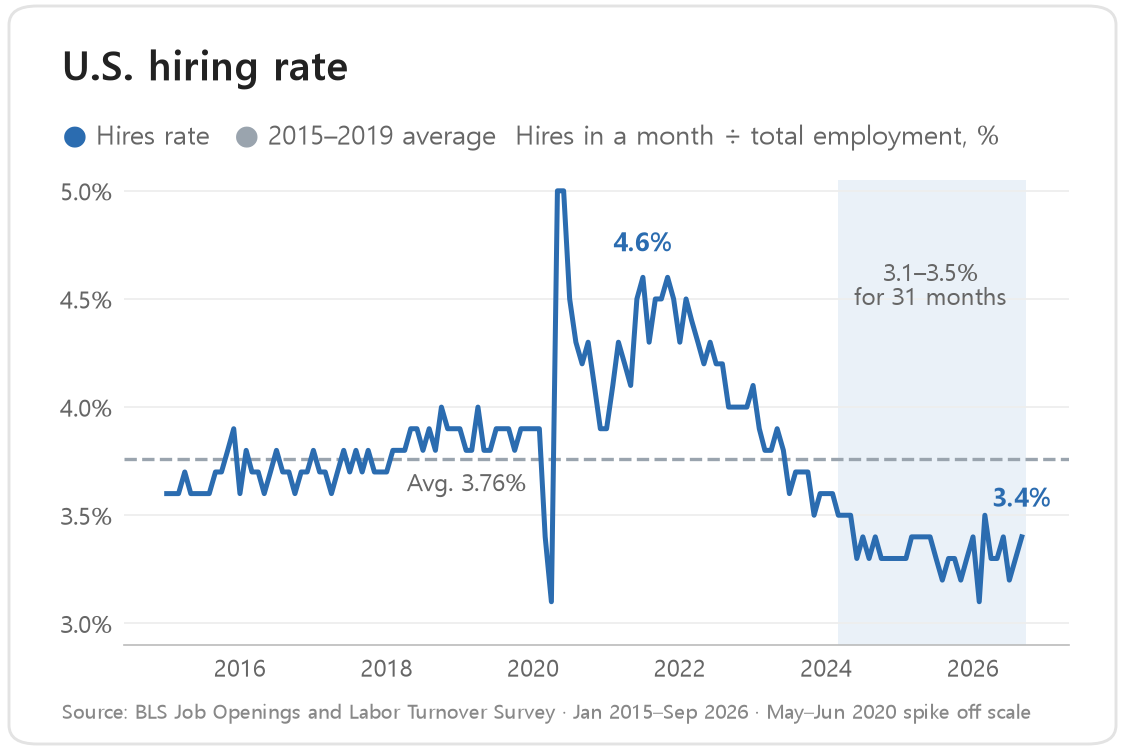 U.S. hiring rate
Hires rate 2015–2019 average Hires in a month ÷ total employment, %
5.0%
4.6%
3.1–3.5%
for 31 months
4.5%
4.0%
Avg. 3.76%
3.4%
3.5%
3.0%
2016 2018 2020 2022 2024 2026
Source: BLS Job Openings and Labor Turnover Survey · Jan 2015–Sep 2026 · May–Jun 2020 spike off scale